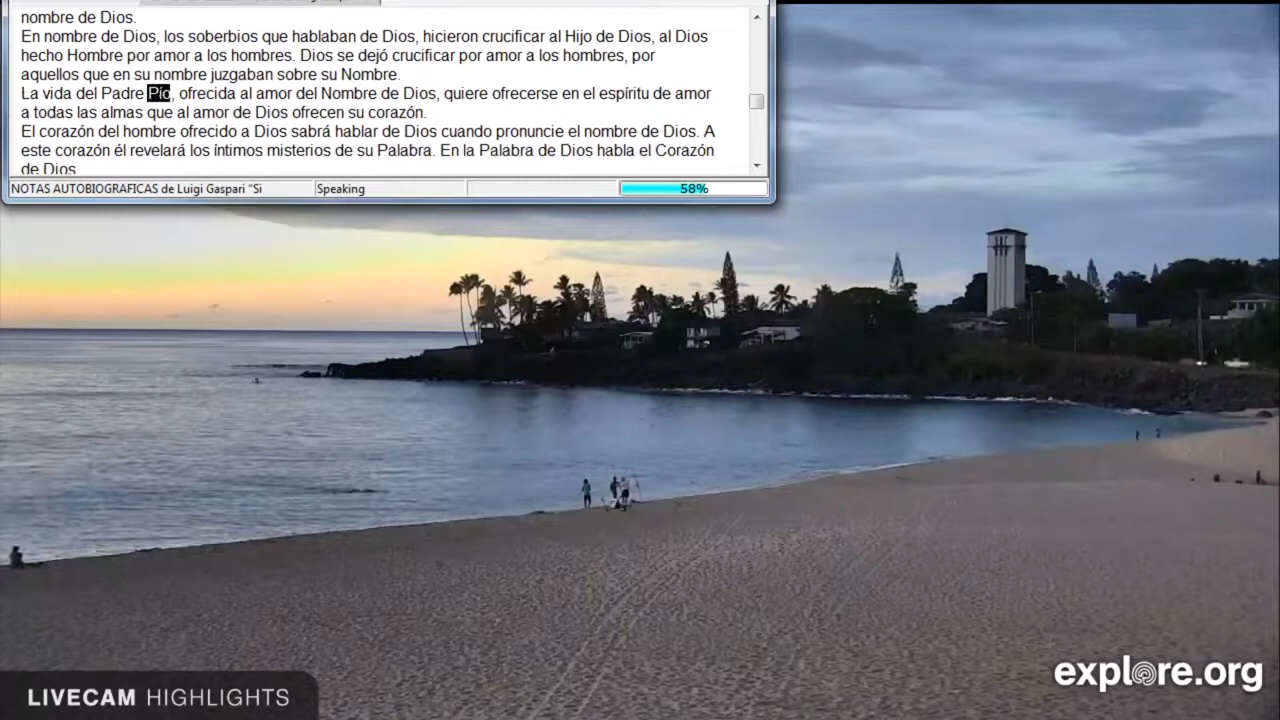 nombre de Dios.
En nombre de Dios, los soberbios que hablaban de Dios, hicieron crucificar al Hijo de Dios, al Dios
hecho Hombre por amor a los hombres. Dios se dejó crucificar por amor a los hombres, por
aquellos que en su nombre juzgaban sobre su Nombre.
La vida del Padre Pío, ofrecida al amor del Nombre de Dios, quiere ofrecerse en el espíritu de amor
a todas las almas que al amor de Dios ofrecen su corazón.
El corazón del hombre ofrecido a Dios sabrá hablar de Dios cuando pronuncie el nombre de Dios. A
este corazón él revelará los íntimos misterios de su Palabra. En la Palabra de Dios habla el Corazón
de Dios
NOTAS AUTOBIOGRAFICAS de Luigi Gaspari "Si
Speaking
58%
LIVECAM HIGHLIGHTS
explore.org